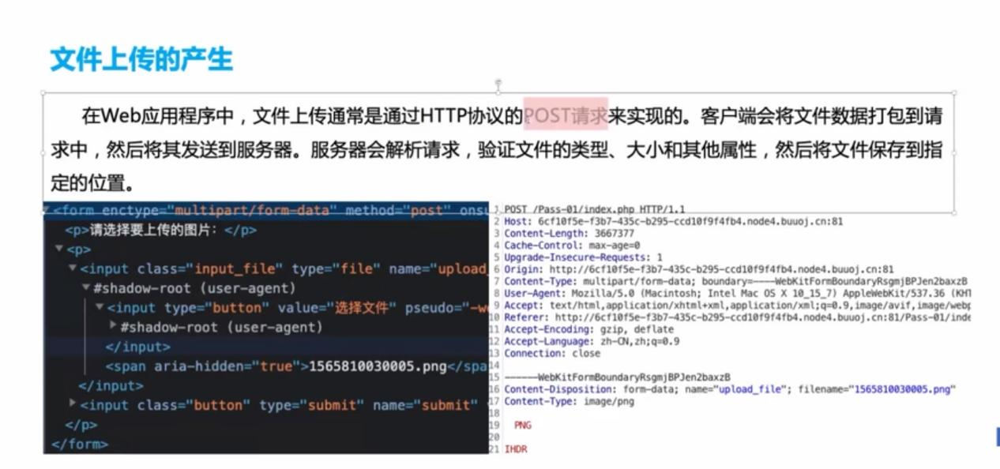 文件上传的产生
在Web应用程序中，文件上传通常是通过HTTP协议的POST请求来实现的。客户端会将文件数据打包到请
求中，然后将其发送到服务器。服务器会解析请求，验证文件的类型、大小和其他属性，然后将文件保存到指
定的位置。
<form enctype="multipart/form-data" method="post" onsu
<p>请选择要上传的图片：</p>
<p>
<input class="input_file" type="file" name="upload_
#shadow-root (user-agent)
<input type="button" value="选择文件" pseudo="-we
#shadow-root (user-agent)
</input>
<span aria-hidden="true">1565810030005.png</spa
</input>
<input class="button" type="submit" name="submit"
</p>
</form>
1 POST /Pass-01/index.php HTTP/1.1
2 Host: 6cf10f5e-f3b7-435c-b295-ccd10f9f4fb4.node4.buuoj.cn:81
3 Content-Length: 3667377
4 Cache-Control: max-age=0
5 Upgrade-Insecure-Requests: 1
6 Origin: http://6cf10f5e-f3b7-435c-b295-ccd10f9f4fb4.node4.buuoj.cn:81
7 Content-Type: multipart/form-data; boundary=----WebKitFormBoundaryRsgmjBPJen2baxzB
8 User-Agent: Mozilla/5.0 (Macintosh; Intel Mac OS X 10_15_7) AppleWebKit/537.36 (KHT
9 Accept: text/html,application/xhtml+xml,application/xml;q=0.9,image/avif,image/webp
10 Referer: http://6cf10f5e-f3b7-435c-b295-ccd10f9f4fb4.node4.buuoj.cn:81/Pass-01/inde
11 Accept-Encoding: gzip, deflate
12 Accept-Language: zh-CN,zh;q=0.9
13 Connection: close
14
15 ------WebKitFormBoundaryRsgmjBPJen2baxzB
16 Content-Disposition: form-data; name="upload_file"; filename="1565810030005.png"
17 Content-Type: image/png
18
19 PNG
20
21 IHDR